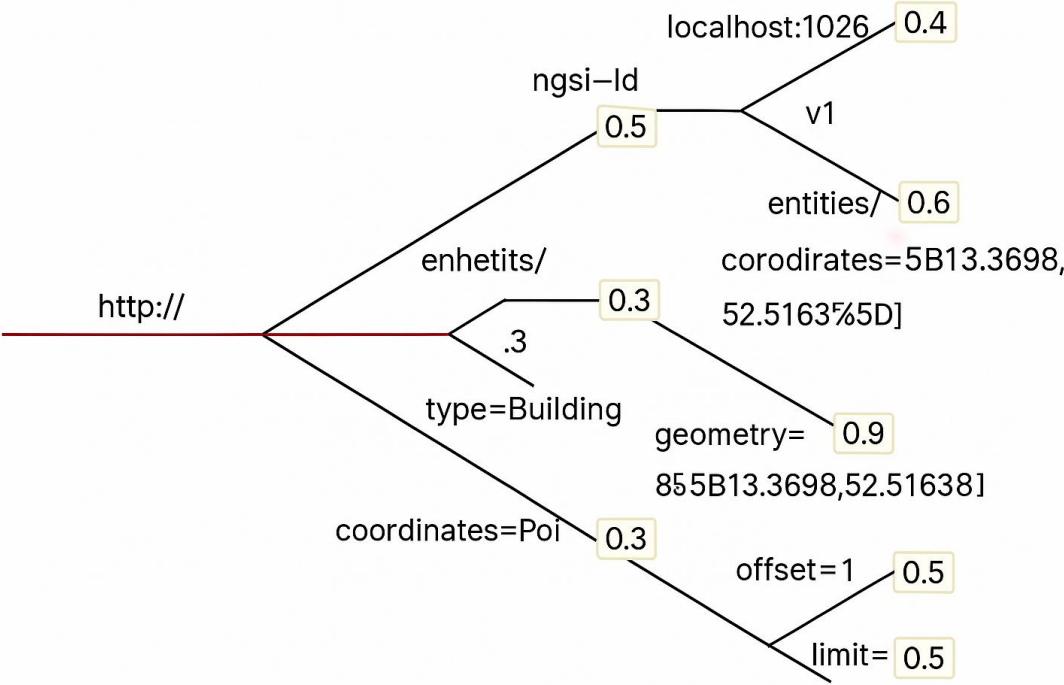 localhost:1026 0.4
ngsi–ld
0.5
v1
entities/ 0.6
enhetits/
corodirates=5B13.3698,
http://
0.3
52.5163%5D]
.3
type=Building
geometry= 0.9
855B13.3698,52.51638]
coordinates=Poi 0.3
offset=1 0.5
limit= 0.5